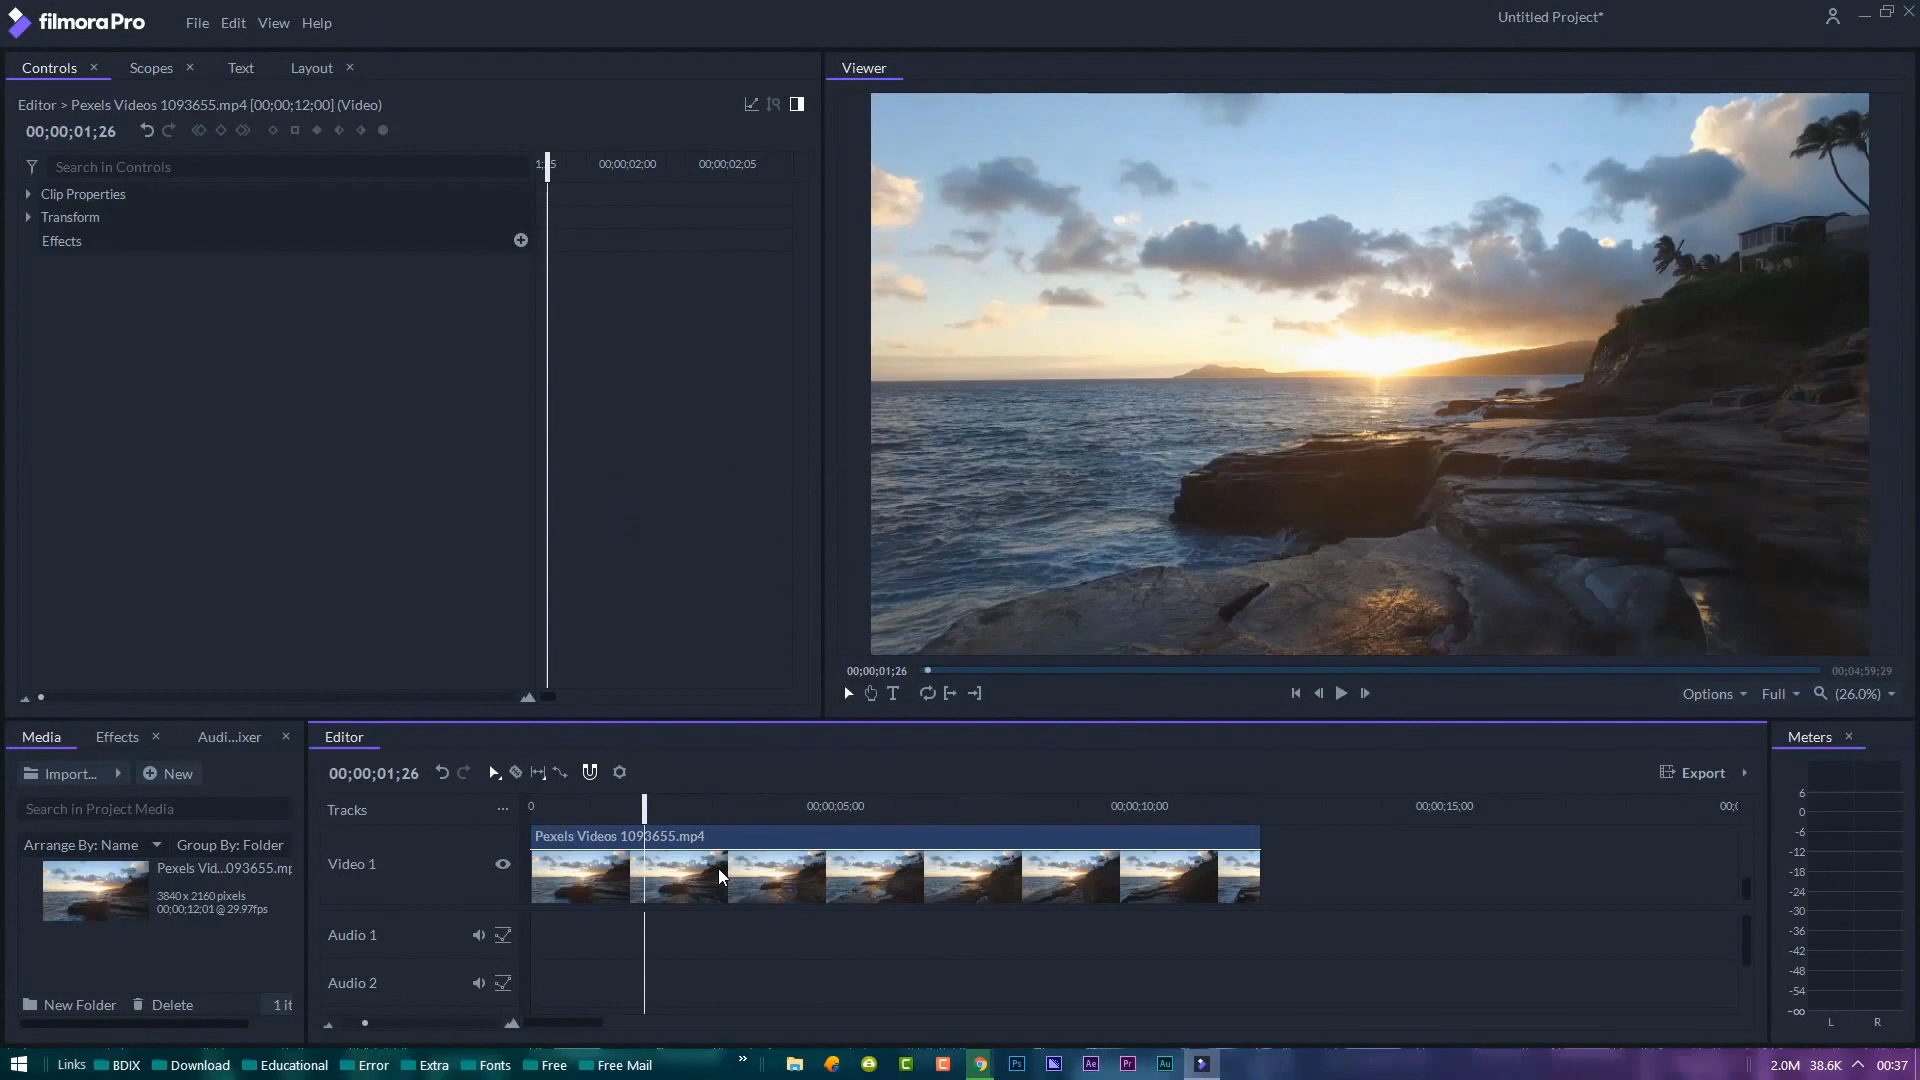 filmoraPro File Edit View Help Untitled Project*
Controls Scopes Text Layout Viewer
Editor > Pexels Videos 1093655.mp4 [00;00;12;00] (Video)
00;00;01;26
Search in Controls 00;00;02;00 00;00;02;05
Clip Properties
Transform
Effects
00;00;01;26 00;04;59;29
Options Full (26.0%)
Media Effects Audi...ixer Editor Meters
Import... New 00;00;01;26 Export
Search in Project Media Tracks 0 00;00;05;00 00;00;10;00 00;00;15;00
Arrange By: Name Group By: Folder
Pexels Videos 1093655.mp4
Pexels Vid...093655.mp
3840 x 2160 pixels
00;00;12;01 @ 29.97fps
Video 1
Audio 1
Audio 2
New Folder Delete 1 it
6
0
-6
-12
-18
-24
-30
-36
-42
-48
-54
-∞
L R
Links BDIX Download Educational Error Extra Fonts Free Free Mail » Ps Ae Pr Au 2.0M 38.6K 00:37